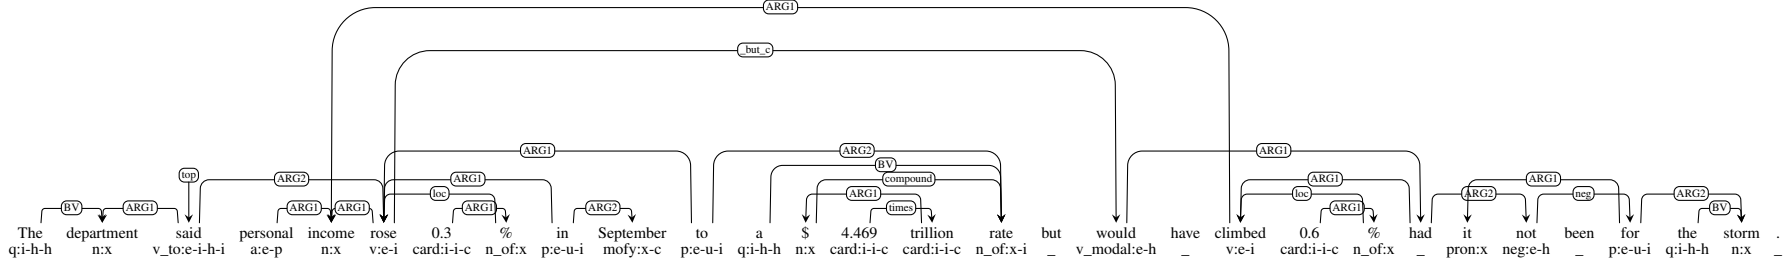 ARG1
_but_c
ARG1 ARG2 ARG1
BV
top ARG2 ARG1 compound ARG1 ARG1
loc ARG1 loc ARG2 neg ARG2
BV ARG1 ARG1 ARG1 ARG1 ARG2 times ARG1 BV
The department said personal income rose 0.3 % in September to a $ 4.469 trillion rate but would have climbed 0.6 % had it not been for the storm .
q:i-h-h n:x v_to:e-i-h-i a:e-p n:x v:e-i card:i-i-c n_of:x p:e-u-i mofy:x-c p:e-u-i q:i-h-h n:x card:i-i-c card:i-i-c n_of:x-i _ v_modal:e-h _ v:e-i card:i-i-c n_of:x _ pron:x neg:e-h _ p:e-u-i q:i-h-h n:x _